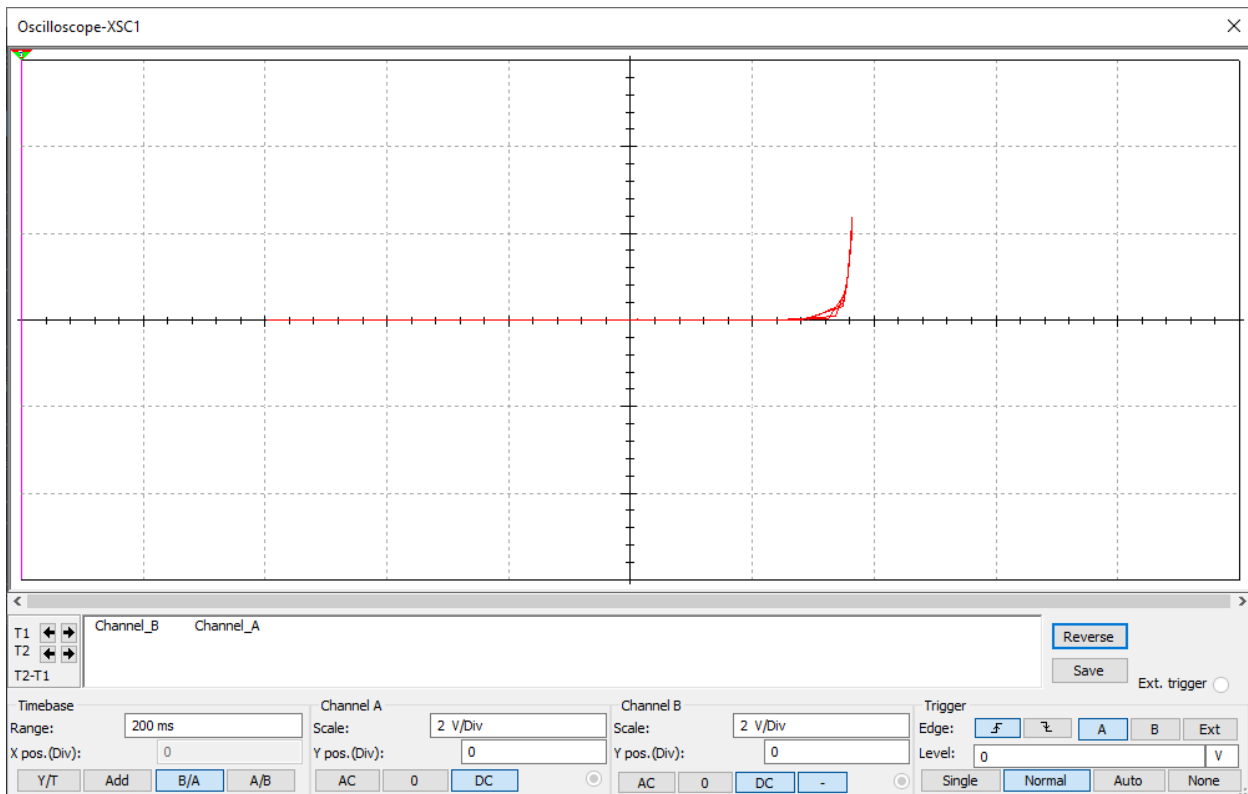 Oscilloscope-XSC1
T1
T2
T2-T1
Channel_B Channel_A
Reverse
Save
Ext. trigger
Timebase
Range: 200 ms
X pos.(Div): 0
Y/T Add B/A A/B
Channel A
Scale: 2 V/Div
Y pos.(Div): 0
AC 0 DC
Channel B
Scale: 2 V/Div
Y pos.(Div): 0
AC 0 DC -
Trigger
Edge: A B Ext
Level: 0 V
Single Normal Auto None